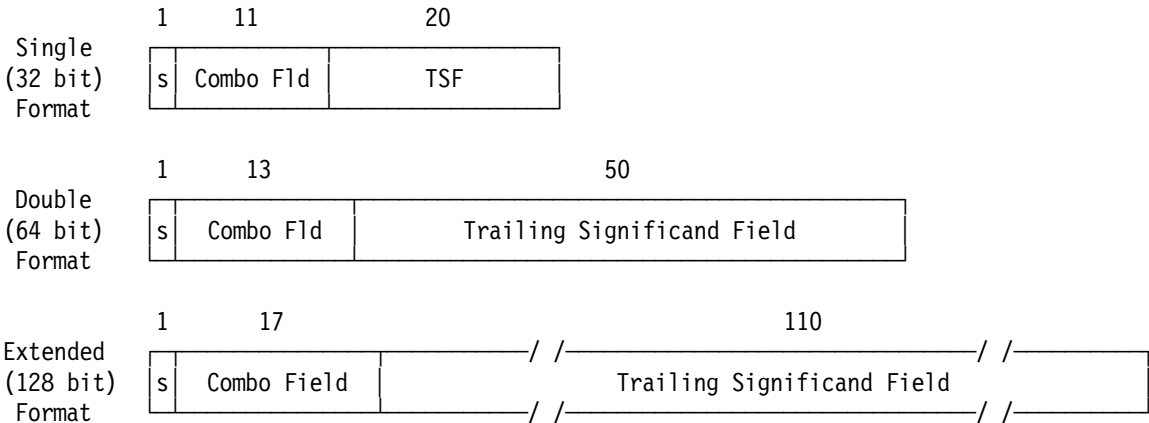 1 11 20
Single
(32 bit) s Combo Fld TSF
Format
1 13 50
Double
(64 bit) s Combo Fld Trailing Significand Field
Format
1 17 110
Extended / / / /
(128 bit) s Combo Field Trailing Significand Field
Format / / / /